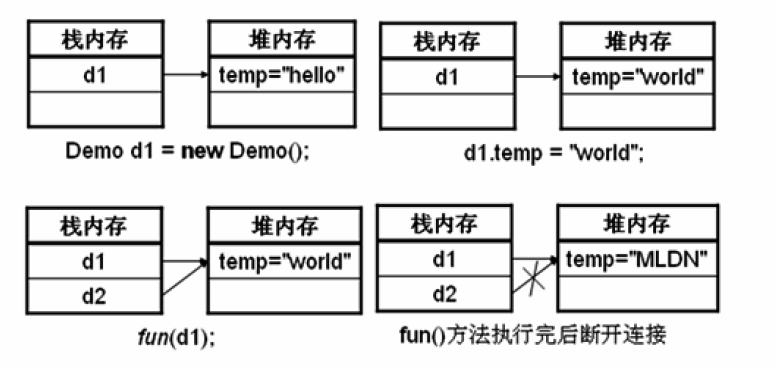 栈内存 堆内存
d1 temp="hello"
Demo d1 = new Demo();
栈内存 堆内存
d1 temp="world"
d1.temp = "world";
栈内存 堆内存
d1 temp="world"
d2
fun(d1);
栈内存 堆内存
d1 temp="MLDN"
d2
fun()方法执行完后断开连接